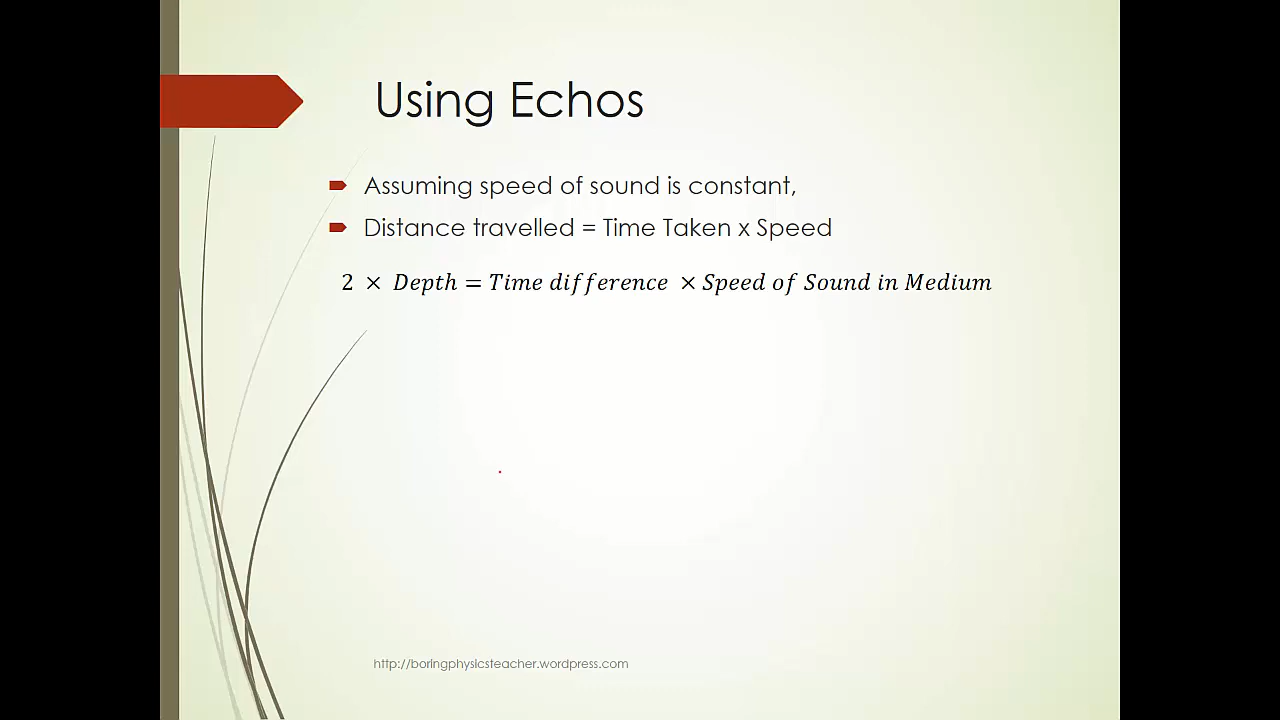 Using Echos
Assuming speed of sound is constant,
Distance travelled = Time Taken x Speed
2 × Depth = Time difference × Speed of Sound in Medium
http://boringphysicsteacher.wordpress.com